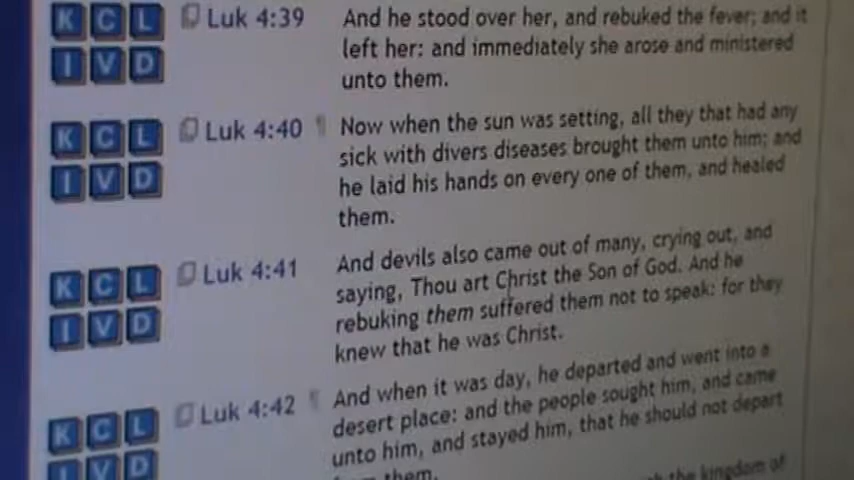 K C L Luk 4:39 And he stood over her, and rebuked the fever; and it
I V D left her: and immediately she arose and ministered
unto them.
K C L Luk 4:40 ¶ Now when the sun was setting, all they that had any
I V D sick with divers diseases brought them unto him; and
he laid his hands on every one of them, and healed
them.
K C L Luk 4:41 And devils also came out of many, crying out, and
I V D saying, Thou art Christ the Son of God. And he
rebuking them suffered them not to speak: for they
knew that he was Christ.
K C L Luk 4:42 ¶ And when it was day, he departed and went into a
I V D desert place: and the people sought him, and came
unto him, and stayed him, that he should not depart
from them.
the kingdom of